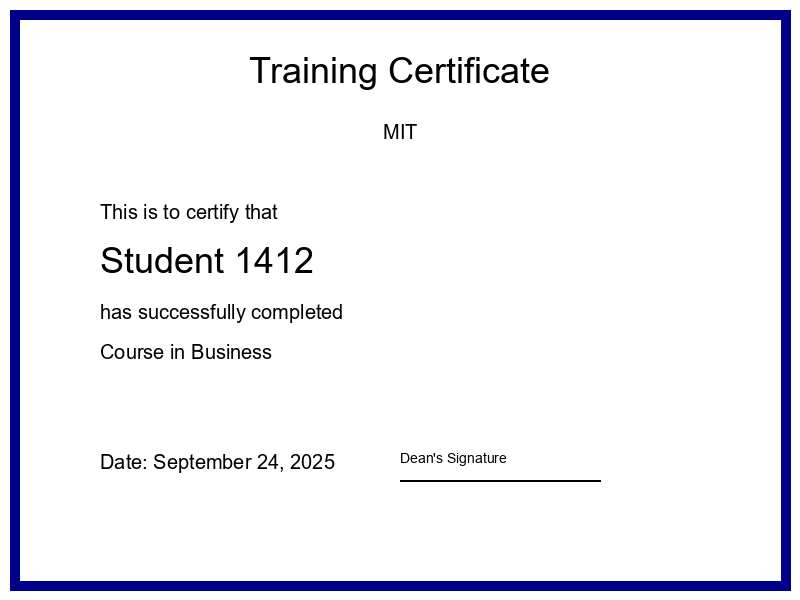 Training Certificate
MIT
This is to certify that
Student 1412
has successfully completed
Course in Business
Date: September 24, 2025
Dean's Signature